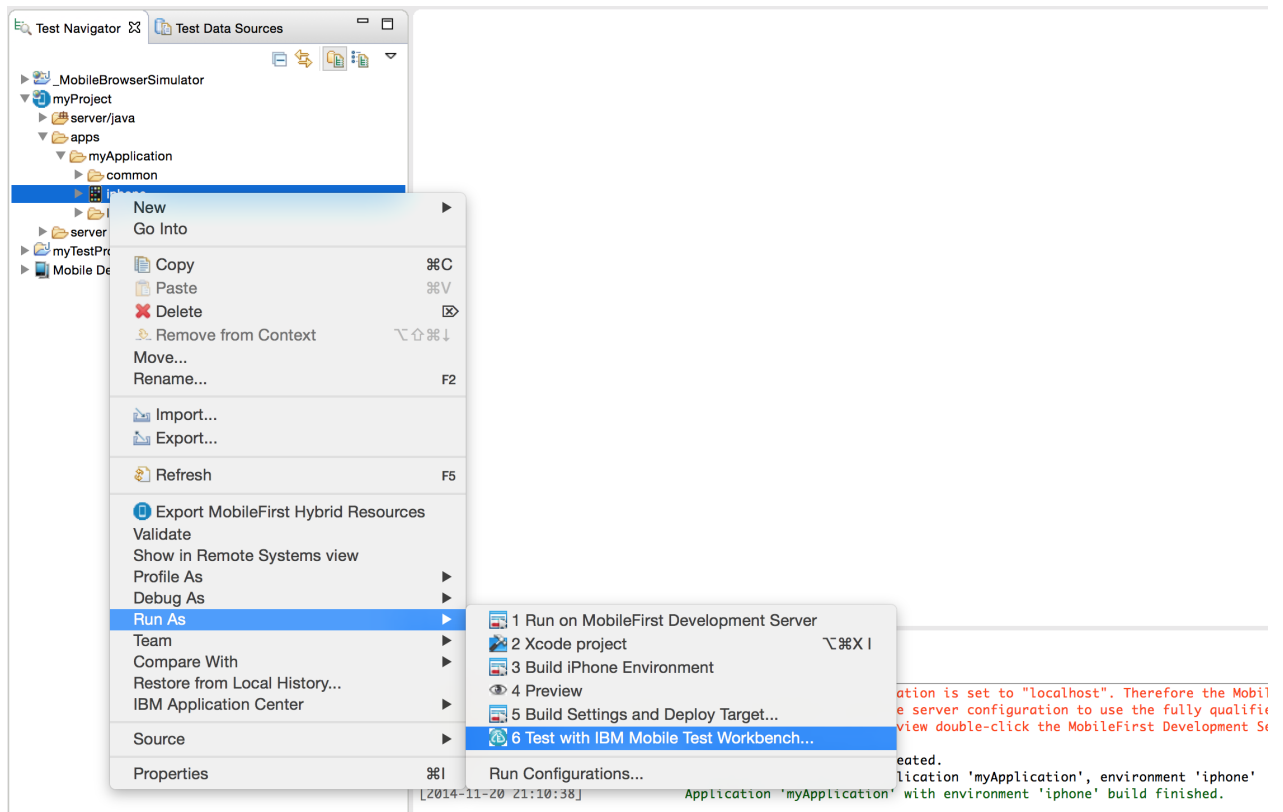 Test Navigator
Test Data Sources
_MobileBrowserSimulator
myProject
server/java
apps
myApplication
common
iphone
server
myTestPro
Mobile De
New
Go Into
Copy ⌘C
Paste ⌘V
Delete ⌦
Remove from Context ⌥⇧⌘↓
Move...
Rename... F2
Import...
Export...
Refresh F5
Export MobileFirst Hybrid Resources
Validate
Show in Remote Systems view
Profile As
Debug As
Run As
Team
Compare With
Restore from Local History...
IBM Application Center
Source
Properties ⌘I
1 Run on MobileFirst Development Server
2 Xcode project ⌥⌘X I
3 Build iPhone Environment
4 Preview
5 Build Settings and Deploy Target...
6 Test with IBM Mobile Test Workbench...
Run Configurations...
ation is set to "localhost". Therefore the Mobil
e server configuration to use the fully qualifie
view double-click the MobileFirst Development Se
eated.
lication 'myApplication', environment 'iphone'
[2014-11-20 21:10:38] Application 'myApplication' with environment 'iphone' build finished.